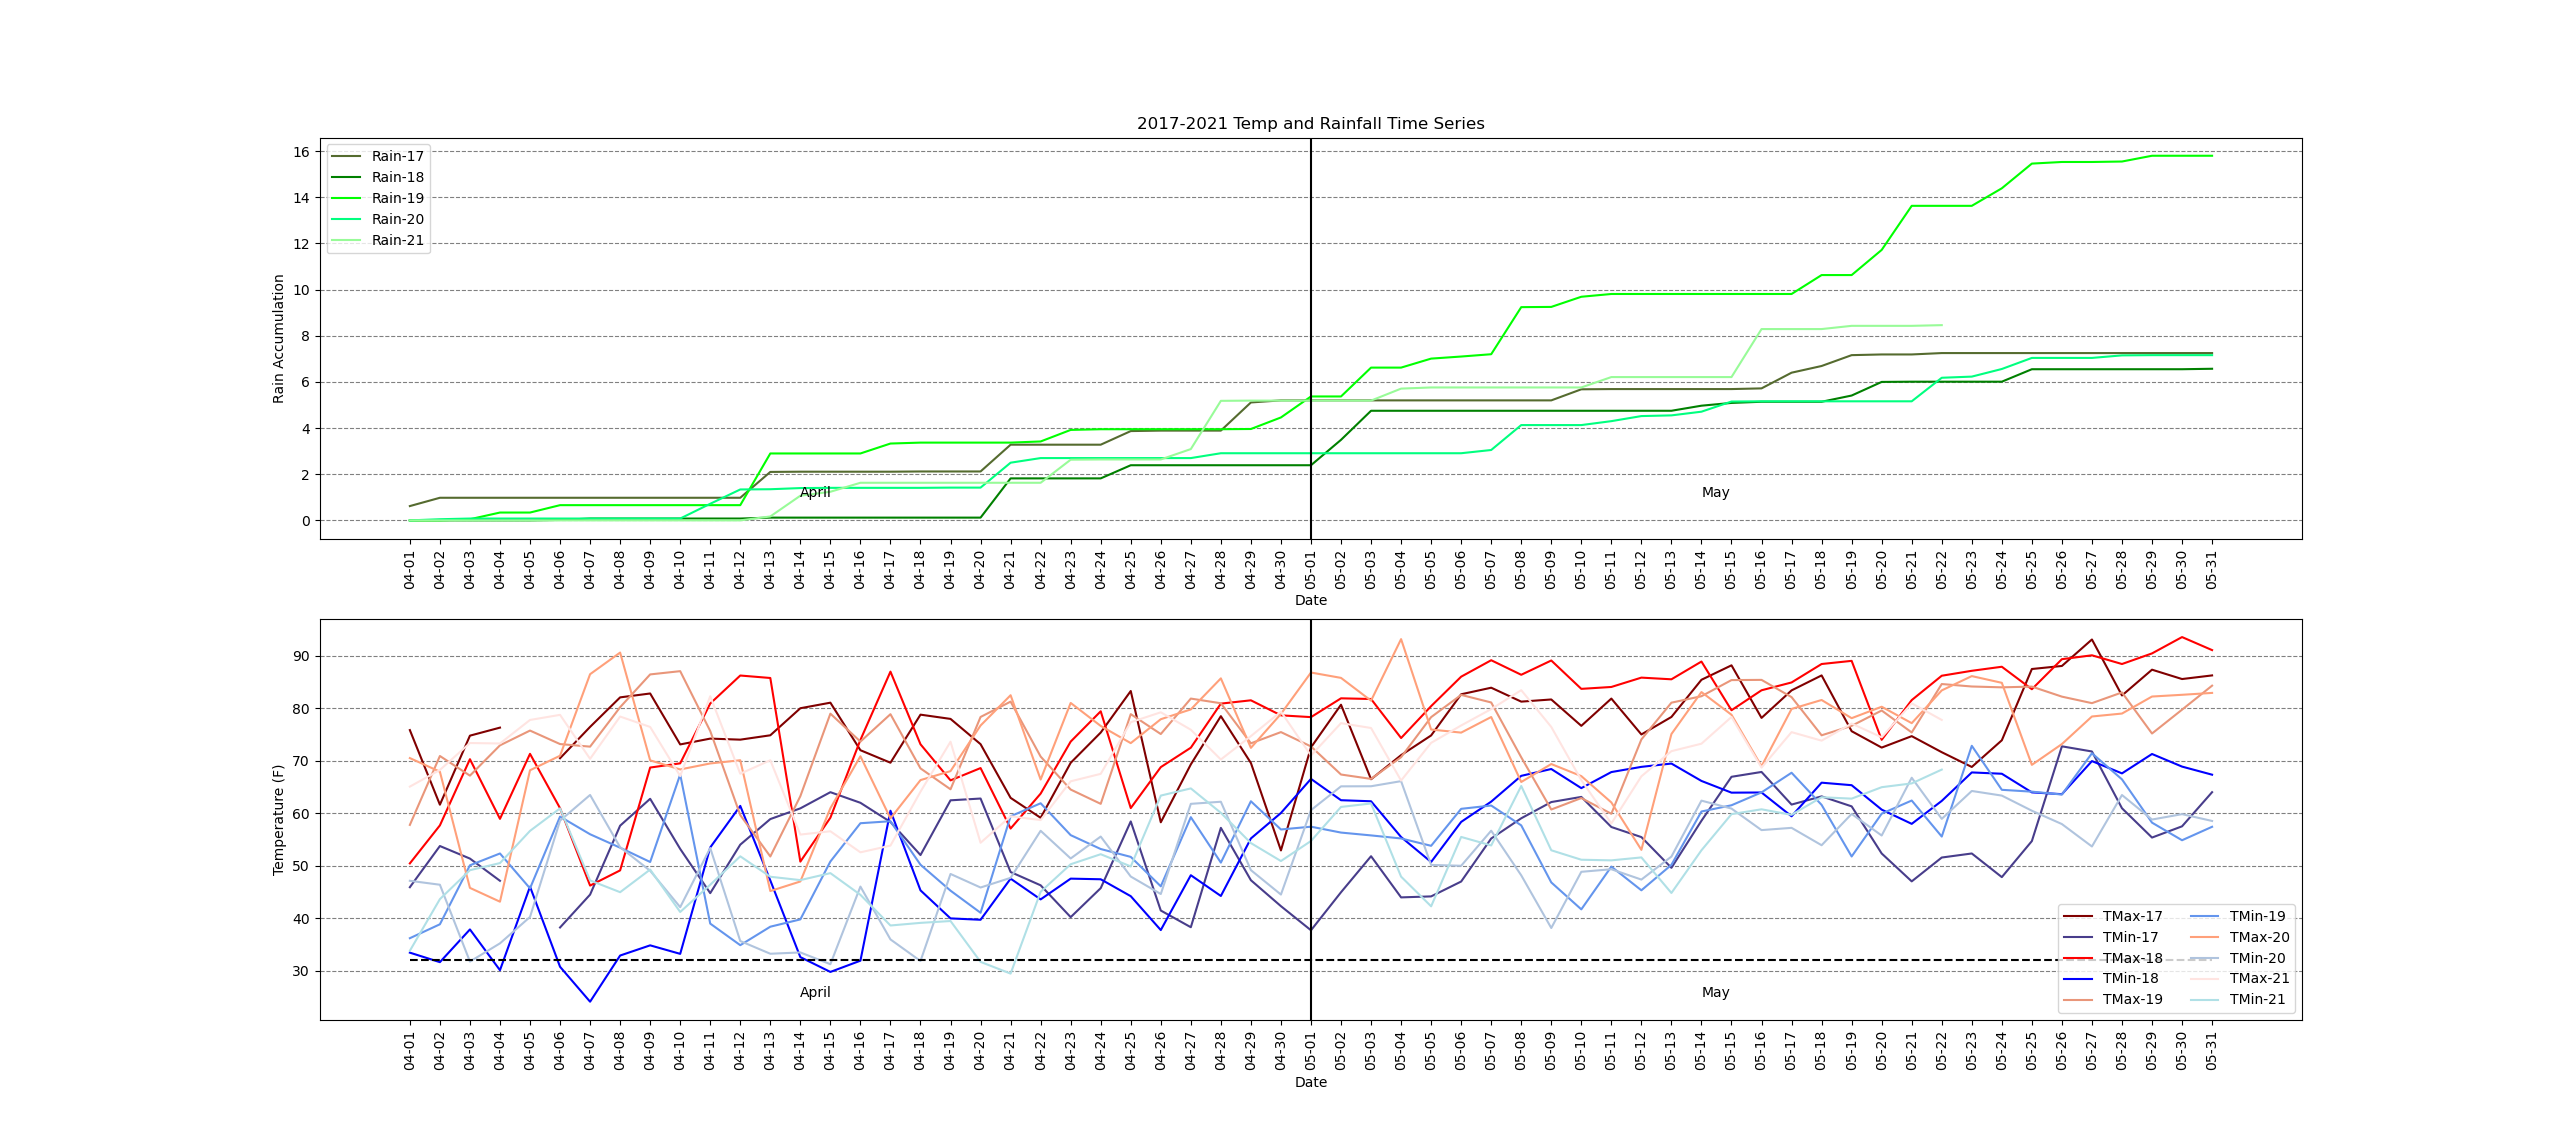 2017-2021 Temp and Rainfall Time Series
Rain Accumulation
16
14
12
10
8
6
4
2
0
Rain-17
Rain-18
Rain-19
Rain-20
Rain-21
April
May
04-01 04-02 04-03 04-04 04-05 04-06 04-07 04-08 04-09 04-10 04-11 04-12 04-13 04-14 04-15 04-16 04-17 04-18 04-19 04-20 04-21 04-22 04-23 04-24 04-25 04-26 04-27 04-28 04-29 04-30 05-01 05-02 05-03 05-04 05-05 05-06 05-07 05-08 05-09 05-10 05-11 05-12 05-13 05-14 05-15 05-16 05-17 05-18 05-19 05-20 05-21 05-22 05-23 05-24 05-25 05-26 05-27 05-28 05-29 05-30 05-31
Date
Temperature (F)
90
80
70
60
50
40
30
April
May
TMax-17
TMin-17
TMax-18
TMin-18
TMax-19
TMin-19
TMax-20
TMin-20
TMax-21
TMin-21
04-01 04-02 04-03 04-04 04-05 04-06 04-07 04-08 04-09 04-10 04-11 04-12 04-13 04-14 04-15 04-16 04-17 04-18 04-19 04-20 04-21 04-22 04-23 04-24 04-25 04-26 04-27 04-28 04-29 04-30 05-01 05-02 05-03 05-04 05-05 05-06 05-07 05-08 05-09 05-10 05-11 05-12 05-13 05-14 05-15 05-16 05-17 05-18 05-19 05-20 05-21 05-22 05-23 05-24 05-25 05-26 05-27 05-28 05-29 05-30 05-31
Date